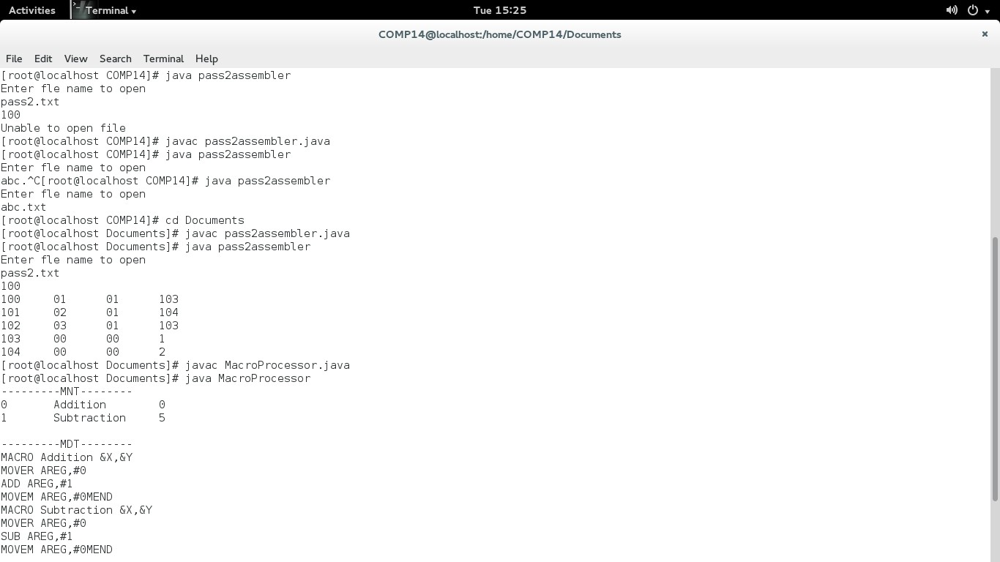 Activities Terminal Tue 15:25
COMP14@localhost:/home/COMP14/Documents ×
File Edit View Search Terminal Help
[root@localhost COMP14]# java pass2assembler
Enter fle name to open
pass2.txt
100
Unable to open file
[root@localhost COMP14]# javac pass2assembler.java
[root@localhost COMP14]# java pass2assembler
Enter fle name to open
abc.^C[root@localhost COMP14]# java pass2assembler
Enter fle name to open
abc.txt
[root@localhost COMP14]# cd Documents
[root@localhost Documents]# javac pass2assembler.java
[root@localhost Documents]# java pass2assembler
Enter fle name to open
pass2.txt
100
100 01 01 103
101 02 01 104
102 03 01 103
103 00 00 1
104 00 00 2
[root@localhost Documents]# javac MacroProcessor.java
[root@localhost Documents]# java MacroProcessor
---------MNT--------
0 Addition 0
1 Subtraction 5
---------MDT--------
MACRO Addition &X,&Y
MOVER AREG,#0
ADD AREG,#1
MOVEM AREG,#0MEND
MACRO Subtraction &X,&Y
MOVER AREG,#0
SUB AREG,#1
MOVEM AREG,#0MEND